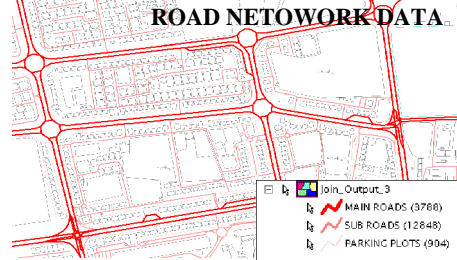 ROAD NETOWORK DATA
Join_Output_3
MAIN ROADS (3788)
SUB ROADS (12848)
PARKING PLOTS (904)